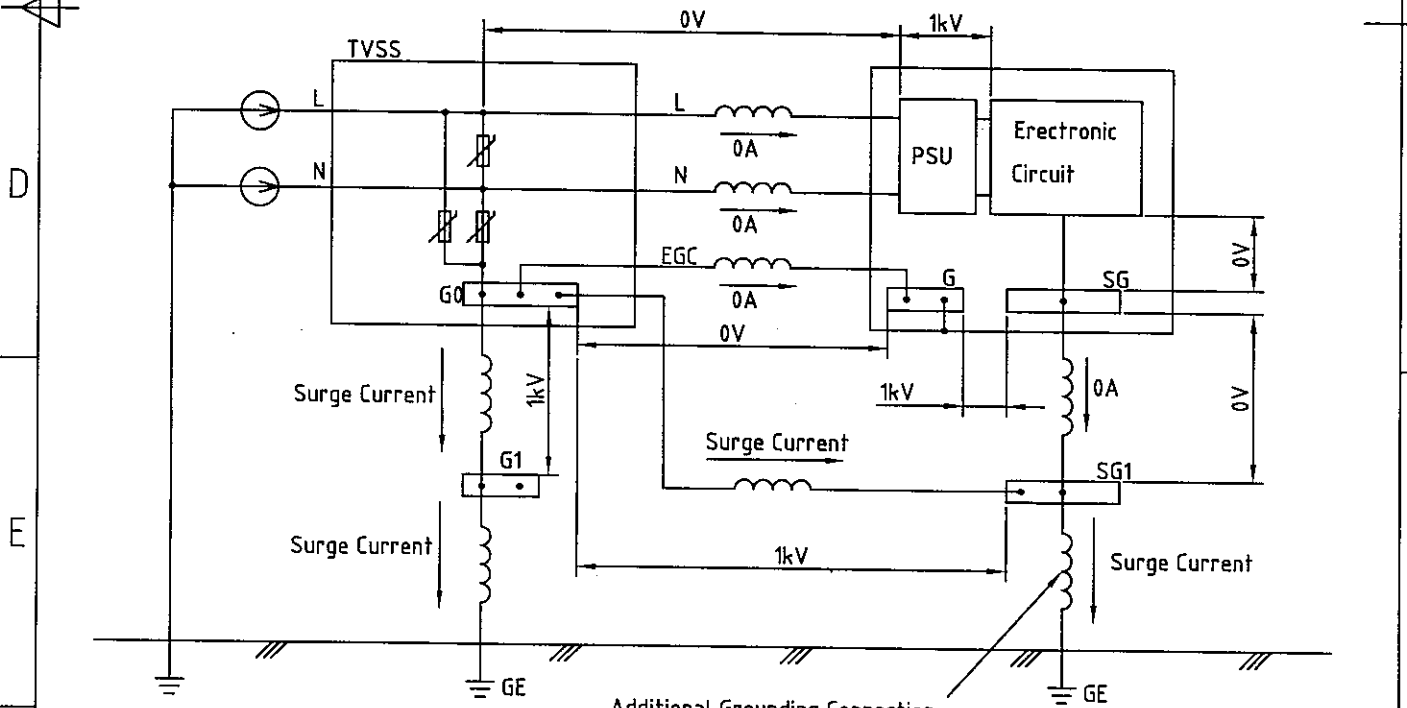 0V
1kV
TVSS
L
L
0A
PSU
Erectronic
Circuit
D
N
N
0A
EGC
0A
G0
G
SG
0V
0V
Surge Current
1kV
1kV
0A
0V
Surge Current
G1
SG1
E
Surge Current
1kV
Surge Current
GE
Additional Grounding Connection
GE